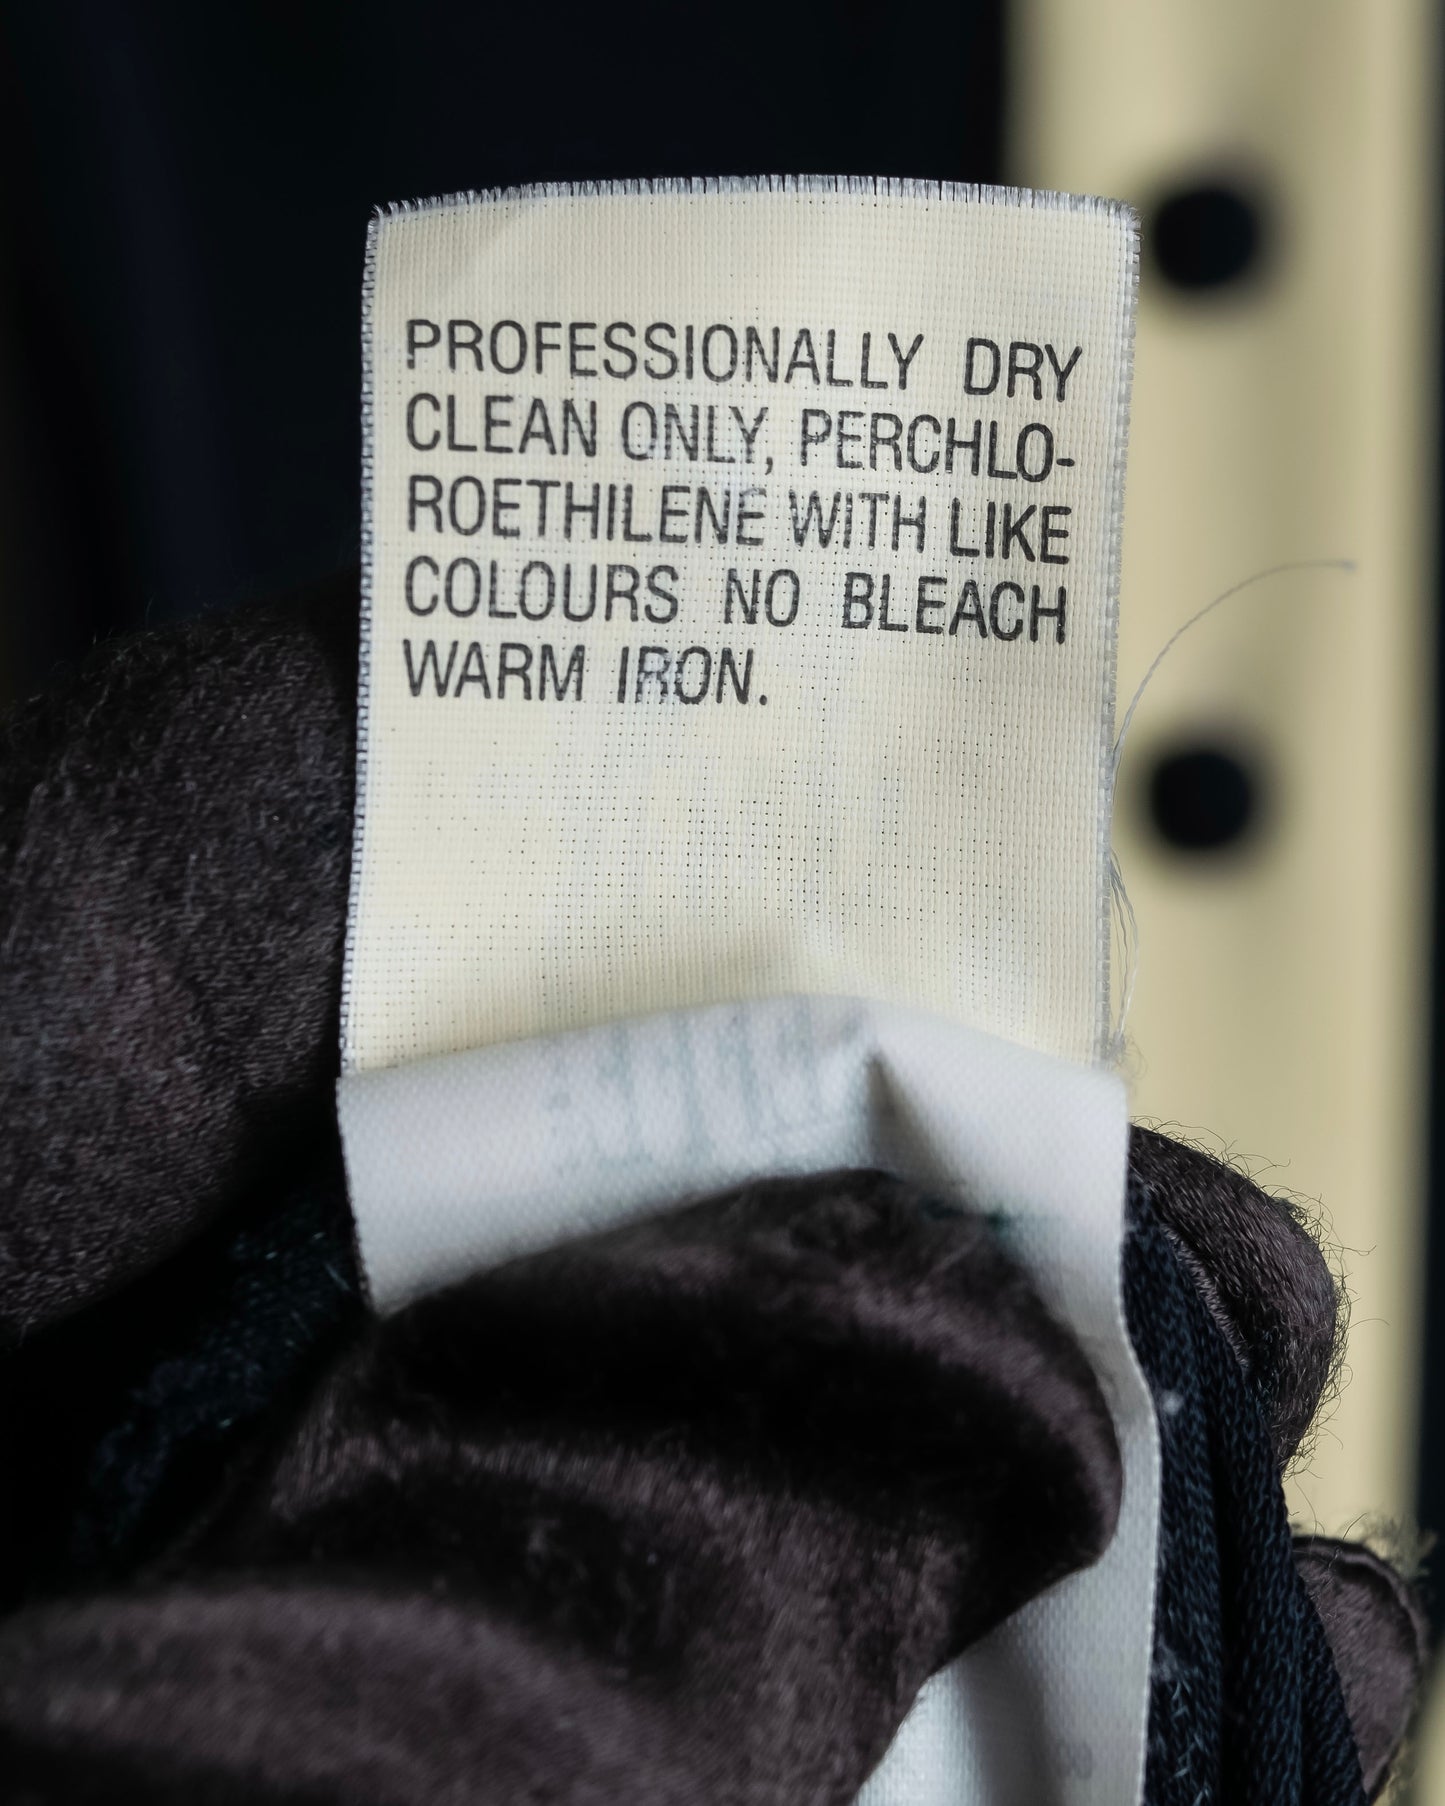 PROFESSIONALLY DRY
CLEAN ONLY, PERCHLO-
ROETHILENE WITH LIKE
COLOURS NO BLEACH
WARM IRON.